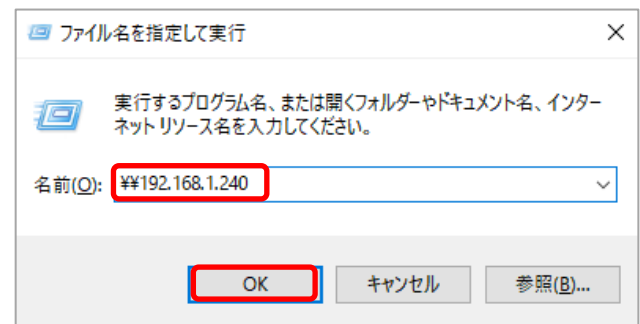 ファイル名を指定して実行
実行するプログラム名、または開くフォルダーやドキュメント名、インター
ネット リソース名を入力してください。
名前(O): ¥¥192.168.1.240
OK キャンセル 参照(B)...